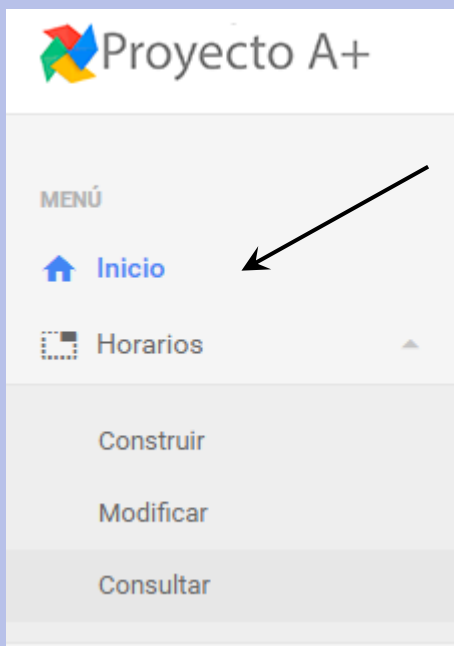 Proyecto A+
MENÚ
Inicio
Horarios
Construir
Modificar
Consultar